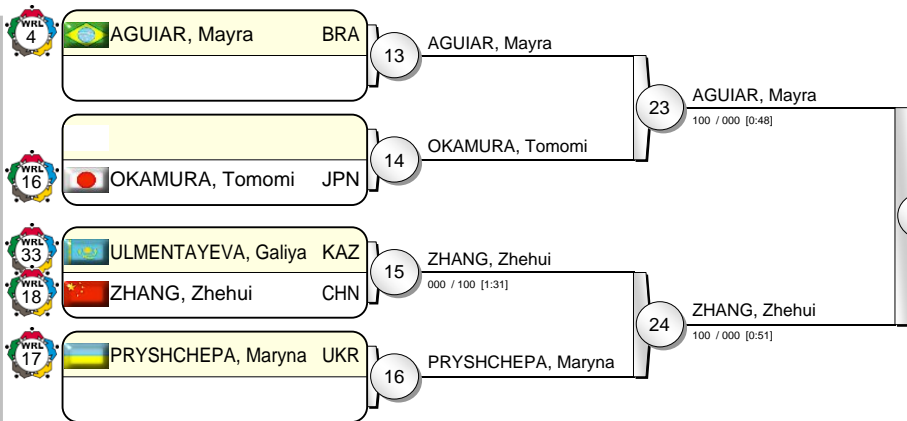 WRL 4 AGUIAR, Mayra BRA
13
AGUIAR, Mayra
WRL 16 OKAMURA, Tomomi JPN
14
OKAMURA, Tomomi
23
AGUIAR, Mayra
100 / 000 [0:48]
WRL 33 ULMENTAYEVA, Galiya KAZ
WRL 18 ZHANG, Zhehui CHN
15
ZHANG, Zhehui
000 / 100 [1:31]
WRL 17 PRYSHCHEPA, Maryna UKR
16
PRYSHCHEPA, Maryna
24
ZHANG, Zhehui
100 / 000 [0:51]